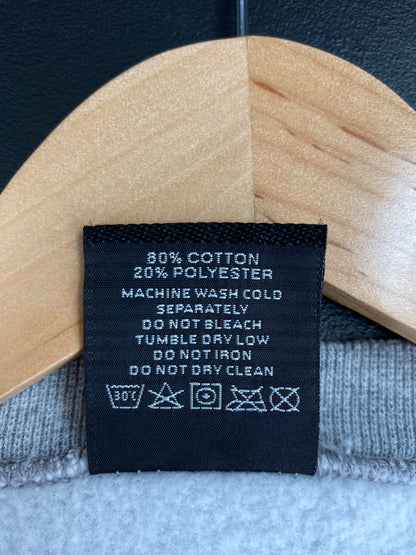 80% COTTON
20% POLYESTER
MACHINE WASH COLD
SEPARATELY
DO NOT BLEACH
TUMBLE DRY LOW
DO NOT IRON
DO NOT DRY CLEAN
30°C